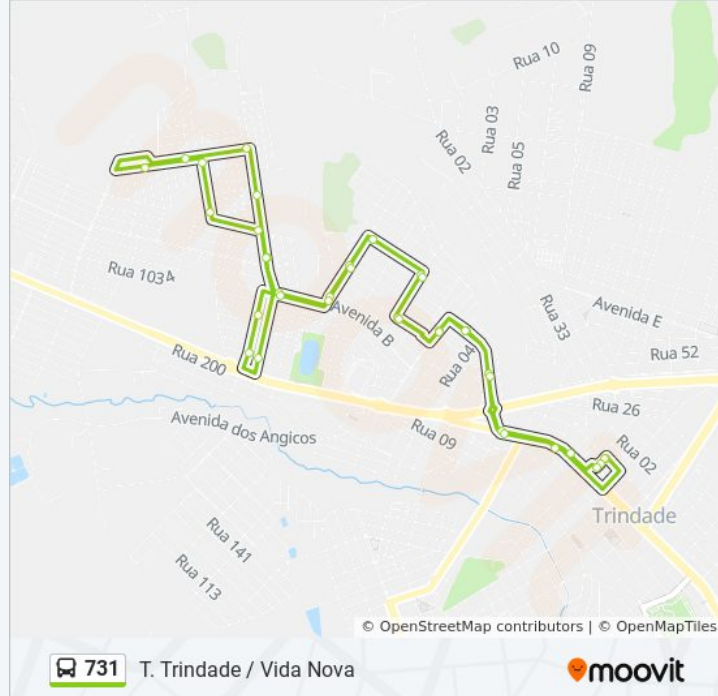 Rua 10
Rua 09
Rua 03
Rua 02
Rua 05
Rua 103A
Avenida B
Rua 33
Avenida E
Rua 200
Rua 04
Rua 52
Avenida dos Angicos
Rua 09
Rua 26
Rua 02
Trindade
Rua 141
Rua 113
© OpenStreetMap contributors | © OpenMapTiles
731 T. Trindade / Vida Nova
moovit